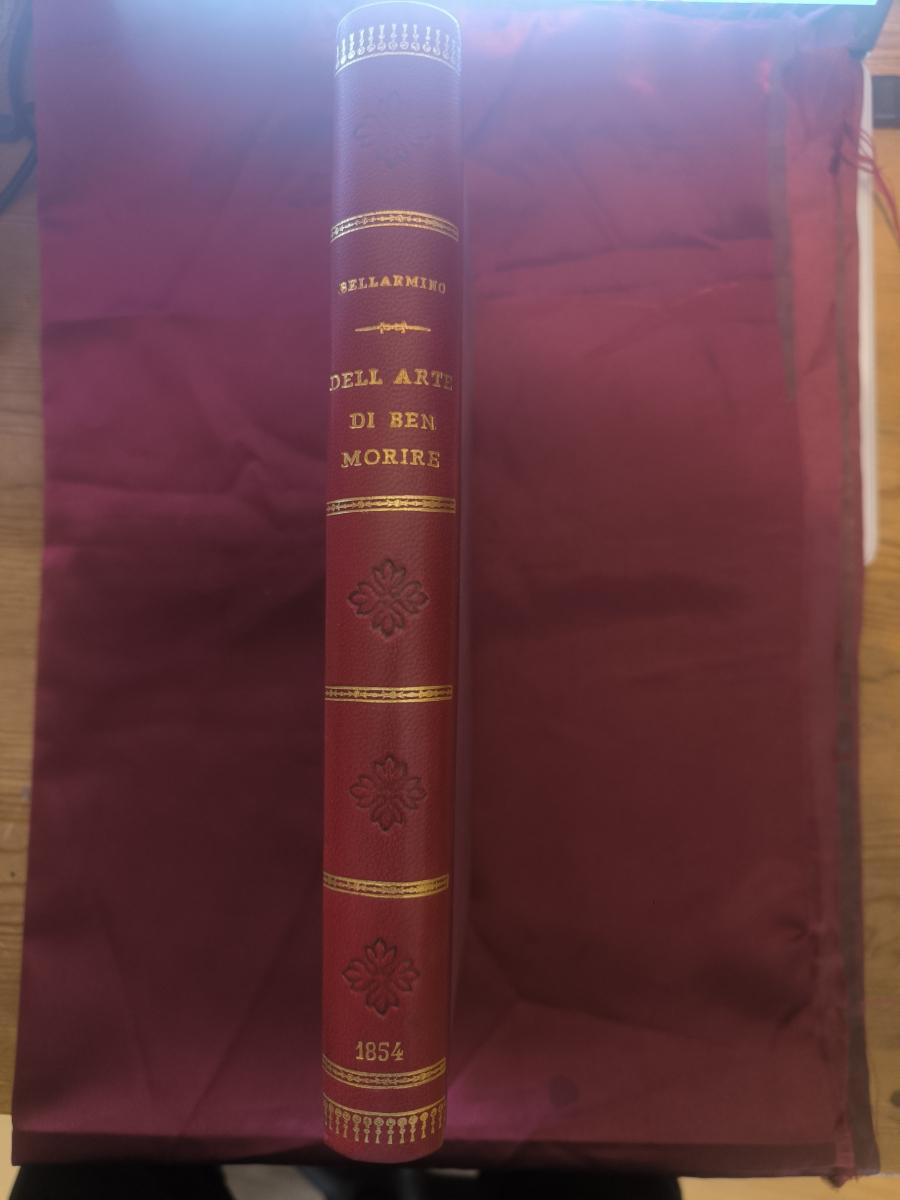 BELLARMINO
DELL ARTE
DI BEN
MORIRE
1854